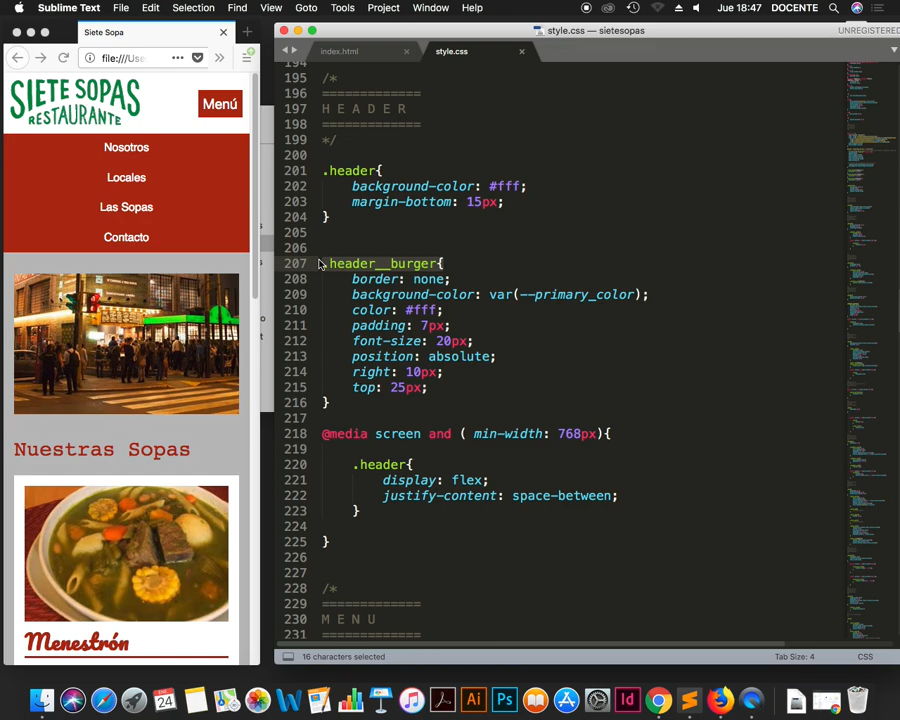 Sublime Text File Edit Selection Find View Goto Tools Project Window Help Jue 18:47 DOCENTE
Siete Sopa
file:///Use
SIETE SOPAS
RESTAURANTE
Menú
Nosotros
Locales
Las Sopas
Contacto
Nuestras Sopas
Menestrón
style.css — sietesopas
UNREGISTERED
index.html
style.css
194
195 /*
196 =============
197 H E A D E R
198 =============
199 */
200
201 .header{
202 background-color: #fff;
203 margin-bottom: 15px;
204 }
205
206
207 .header__burger{
208 border: none;
209 background-color: var(--primary_color);
210 color: #fff;
211 padding: 7px;
212 font-size: 20px;
213 position: absolute;
214 right: 10px;
215 top: 25px;
216 }
217
218 @media screen and ( min-width: 768px){
219
220 .header{
221 display: flex;
222 justify-content: space-between;
223 }
224
225 }
226
227
228 /*
229 =============
230 M E N U
231 =============
16 characters selected
Tab Size: 4 CSS